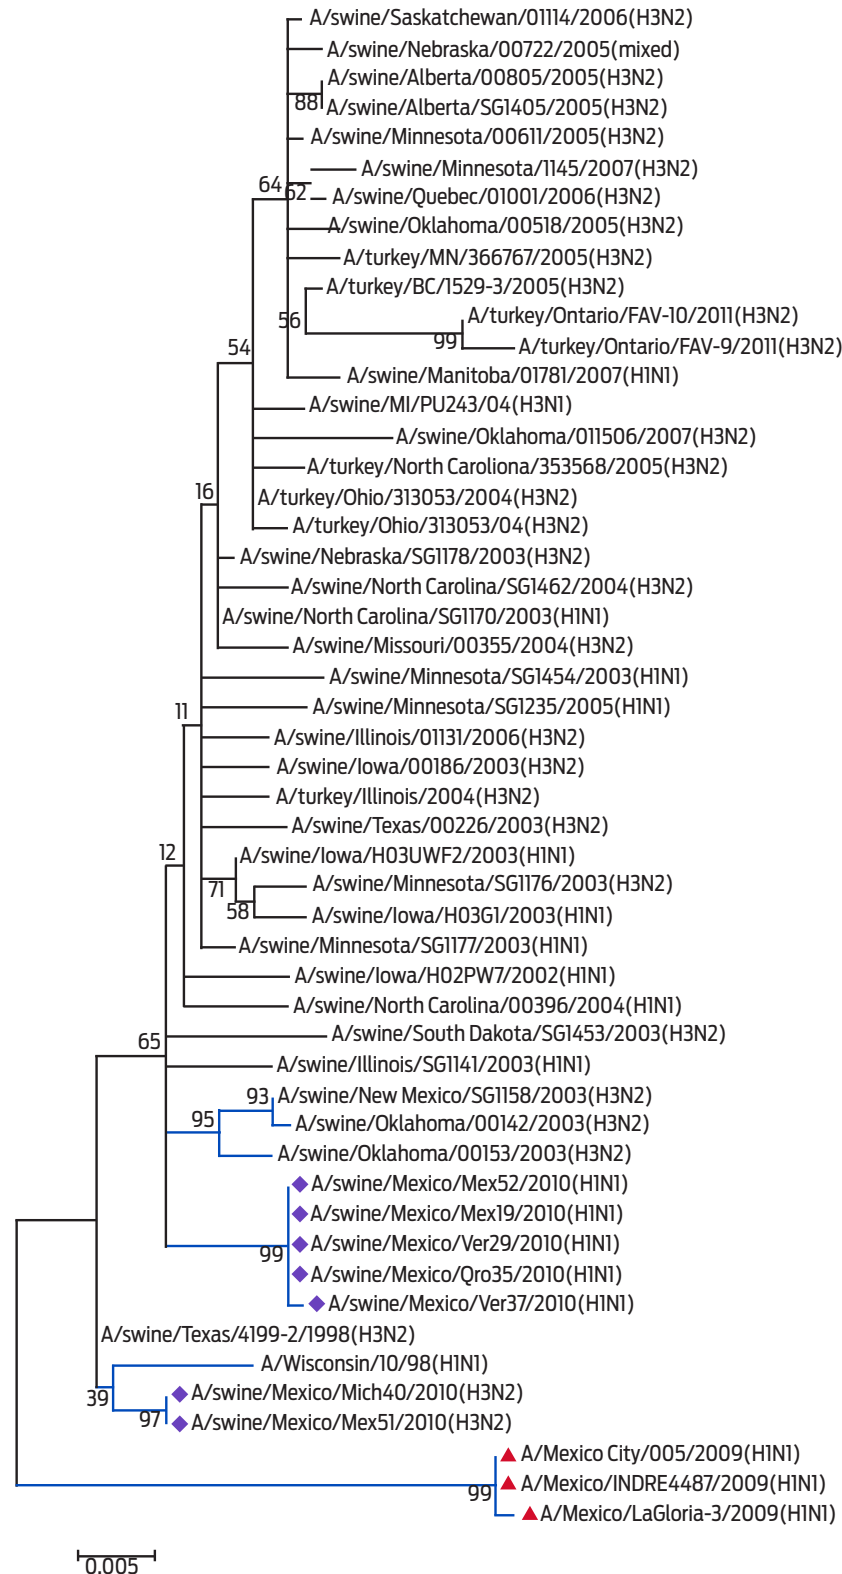 A/swine/Saskatchewan/01114/2006(H3N2)
A/swine/Nebraska/00722/2005(mixed)
A/swine/Alberta/00805/2005(H3N2)
88
A/swine/Alberta/SG1405/2005(H3N2)
A/swine/Minnesota/00611/2005(H3N2)
A/swine/Minnesota/1145/2007(H3N2)
64
62
A/swine/Quebec/01001/2006(H3N2)
A/swine/Oklahoma/00518/2005(H3N2)
A/turkey/MN/366767/2005(H3N2)
A/turkey/BC/1529-3/2005(H3N2)
A/turkey/Ontario/FAV-10/2011(H3N2)
56
99
A/turkey/Ontario/FAV-9/2011(H3N2)
54
A/swine/Manitoba/01781/2007(H1N1)
A/swine/MI/PU243/04(H3N1)
A/swine/Oklahoma/011506/2007(H3N2)
A/turkey/North Caroliona/353568/2005(H3N2)
16
A/turkey/Ohio/313053/2004(H3N2)
A/turkey/Ohio/313053/04(H3N2)
A/swine/Nebraska/SG1178/2003(H3N2)
A/swine/North Carolina/SG1462/2004(H3N2)
A/swine/North Carolina/SG1170/2003(H1N1)
A/swine/Missouri/00355/2004(H3N2)
A/swine/Minnesota/SG1454/2003(H1N1)
A/swine/Minnesota/SG1235/2005(H1N1)
11
A/swine/Illinois/01131/2006(H3N2)
A/swine/Iowa/00186/2003(H3N2)
A/turkey/Illinois/2004(H3N2)
A/swine/Texas/00226/2003(H3N2)
12
A/swine/Iowa/H03UWF2/2003(H1N1)
71
A/swine/Minnesota/SG1176/2003(H3N2)
58
A/swine/Iowa/H03G1/2003(H1N1)
A/swine/Minnesota/SG1177/2003(H1N1)
A/swine/Iowa/H02PW7/2002(H1N1)
A/swine/North Carolina/00396/2004(H1N1)
A/swine/South Dakota/SG1453/2003(H3N2)
65
A/swine/Illinois/SG1141/2003(H1N1)
93
A/swine/New Mexico/SG1158/2003(H3N2)
95
A/swine/Oklahoma/00142/2003(H3N2)
A/swine/Oklahoma/00153/2003(H3N2)
A/swine/Mexico/Mex52/2010(H1N1)
A/swine/Mexico/Mex19/2010(H1N1)
A/swine/Mexico/Ver29/2010(H1N1)
99
A/swine/Mexico/Qro35/2010(H1N1)
A/swine/Mexico/Ver37/2010(H1N1)
A/swine/Texas/4199-2/1998(H3N2)
A/Wisconsin/10/98(H1N1)
39
A/swine/Mexico/Mich40/2010(H3N2)
97
A/swine/Mexico/Mex51/2010(H3N2)
A/Mexico City/005/2009(H1N1)
A/Mexico/INDRE4487/2009(H1N1)
99
A/Mexico/LaGloria-3/2009(H1N1)
0.005